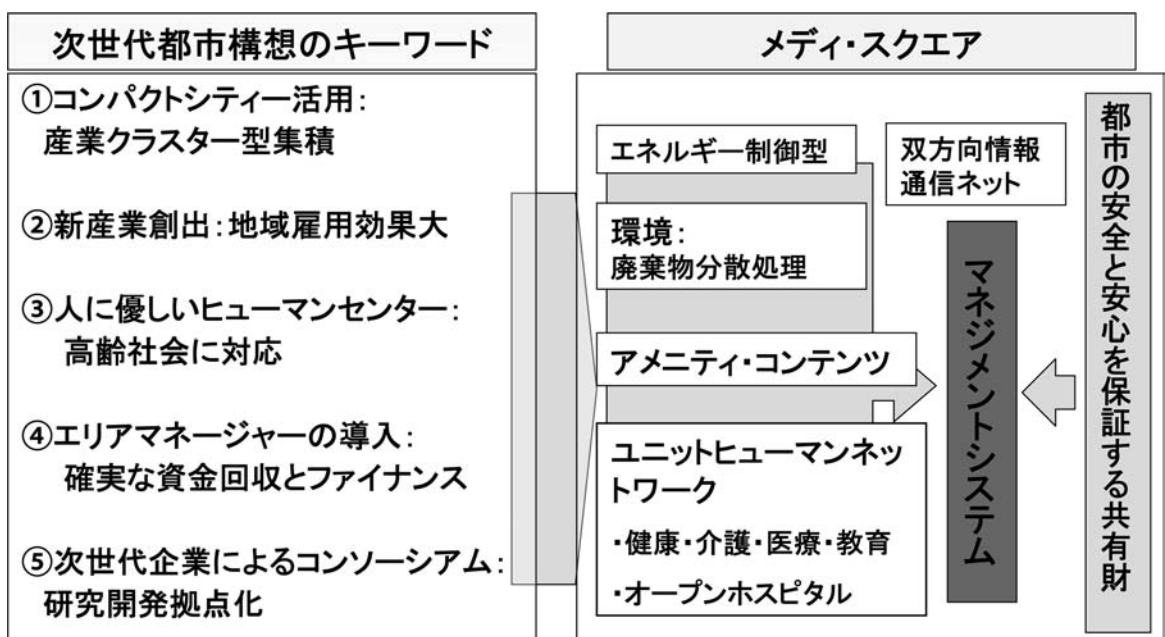 次世代都市構想のキーワード
①コンパクトシティー活用：
産業クラスター型集積
②新産業創出：地域雇用効果大
③人に優しいヒューマンセンター：
高齢社会に対応
④エリアマネージャーの導入：
確実な資金回収とファイナンス
⑤次世代企業によるコンソーシアム：
研究開発拠点化
メディ・スクエア
エネルギー制御型
環境：
廃棄物分散処理
アメニティ・コンテンツ
ユニットヒューマンネッ
トワーク
・健康・介護・医療・教育
・オープンホスピタル
双方向情報
通信ネット
マネジメントシステム
都市の安全と安心を保証する共有財